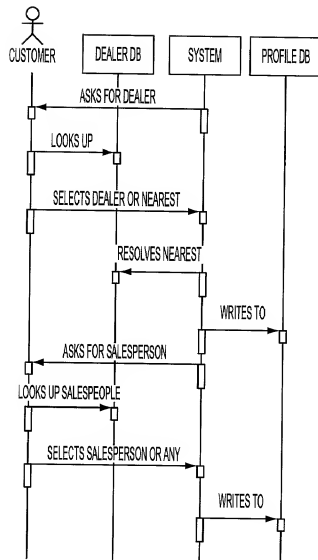 CUSTOMER
DEALER DB
SYSTEM
PROFILE DB
ASKS FOR DEALER
LOOKS UP
SELECTS DEALER OR NEAREST
RESOLVES NEAREST
WRITES TO
ASKS FOR SALESPERSON
LOOKS UP SALESPEOPLE
SELECTS SALESPERSON OR ANY
WRITES TO